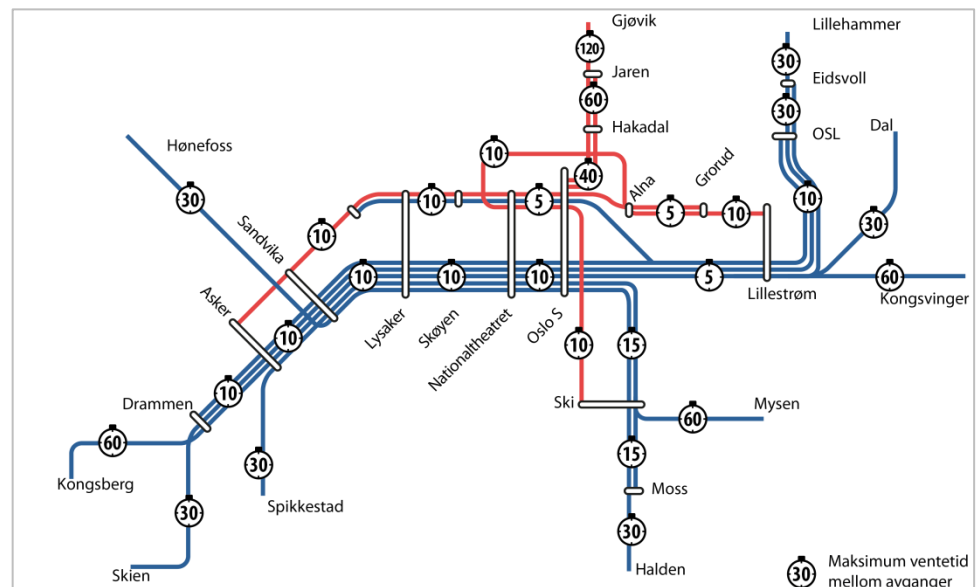 Gjøvik
Lillehammer
120
30
Jaren
Eidsvoll
60
30
Hakadal
OSL
Dal
Hønefoss
10
40
Alna
Grorud
30
Sandvika
10
10
5
5
10
10
30
Asker
10
10
10
5
60
Lysaker
Skøyen
Nationaltheatret
Oslo S
Lillestrøm
Kongsvinger
10
10
15
10
Drammen
Ski
Mysen
60
60
15
Kongsberg
30
Spikkestad
Moss
30
30
Skien
Halden
30
Maksimum ventetid
mellom avganger